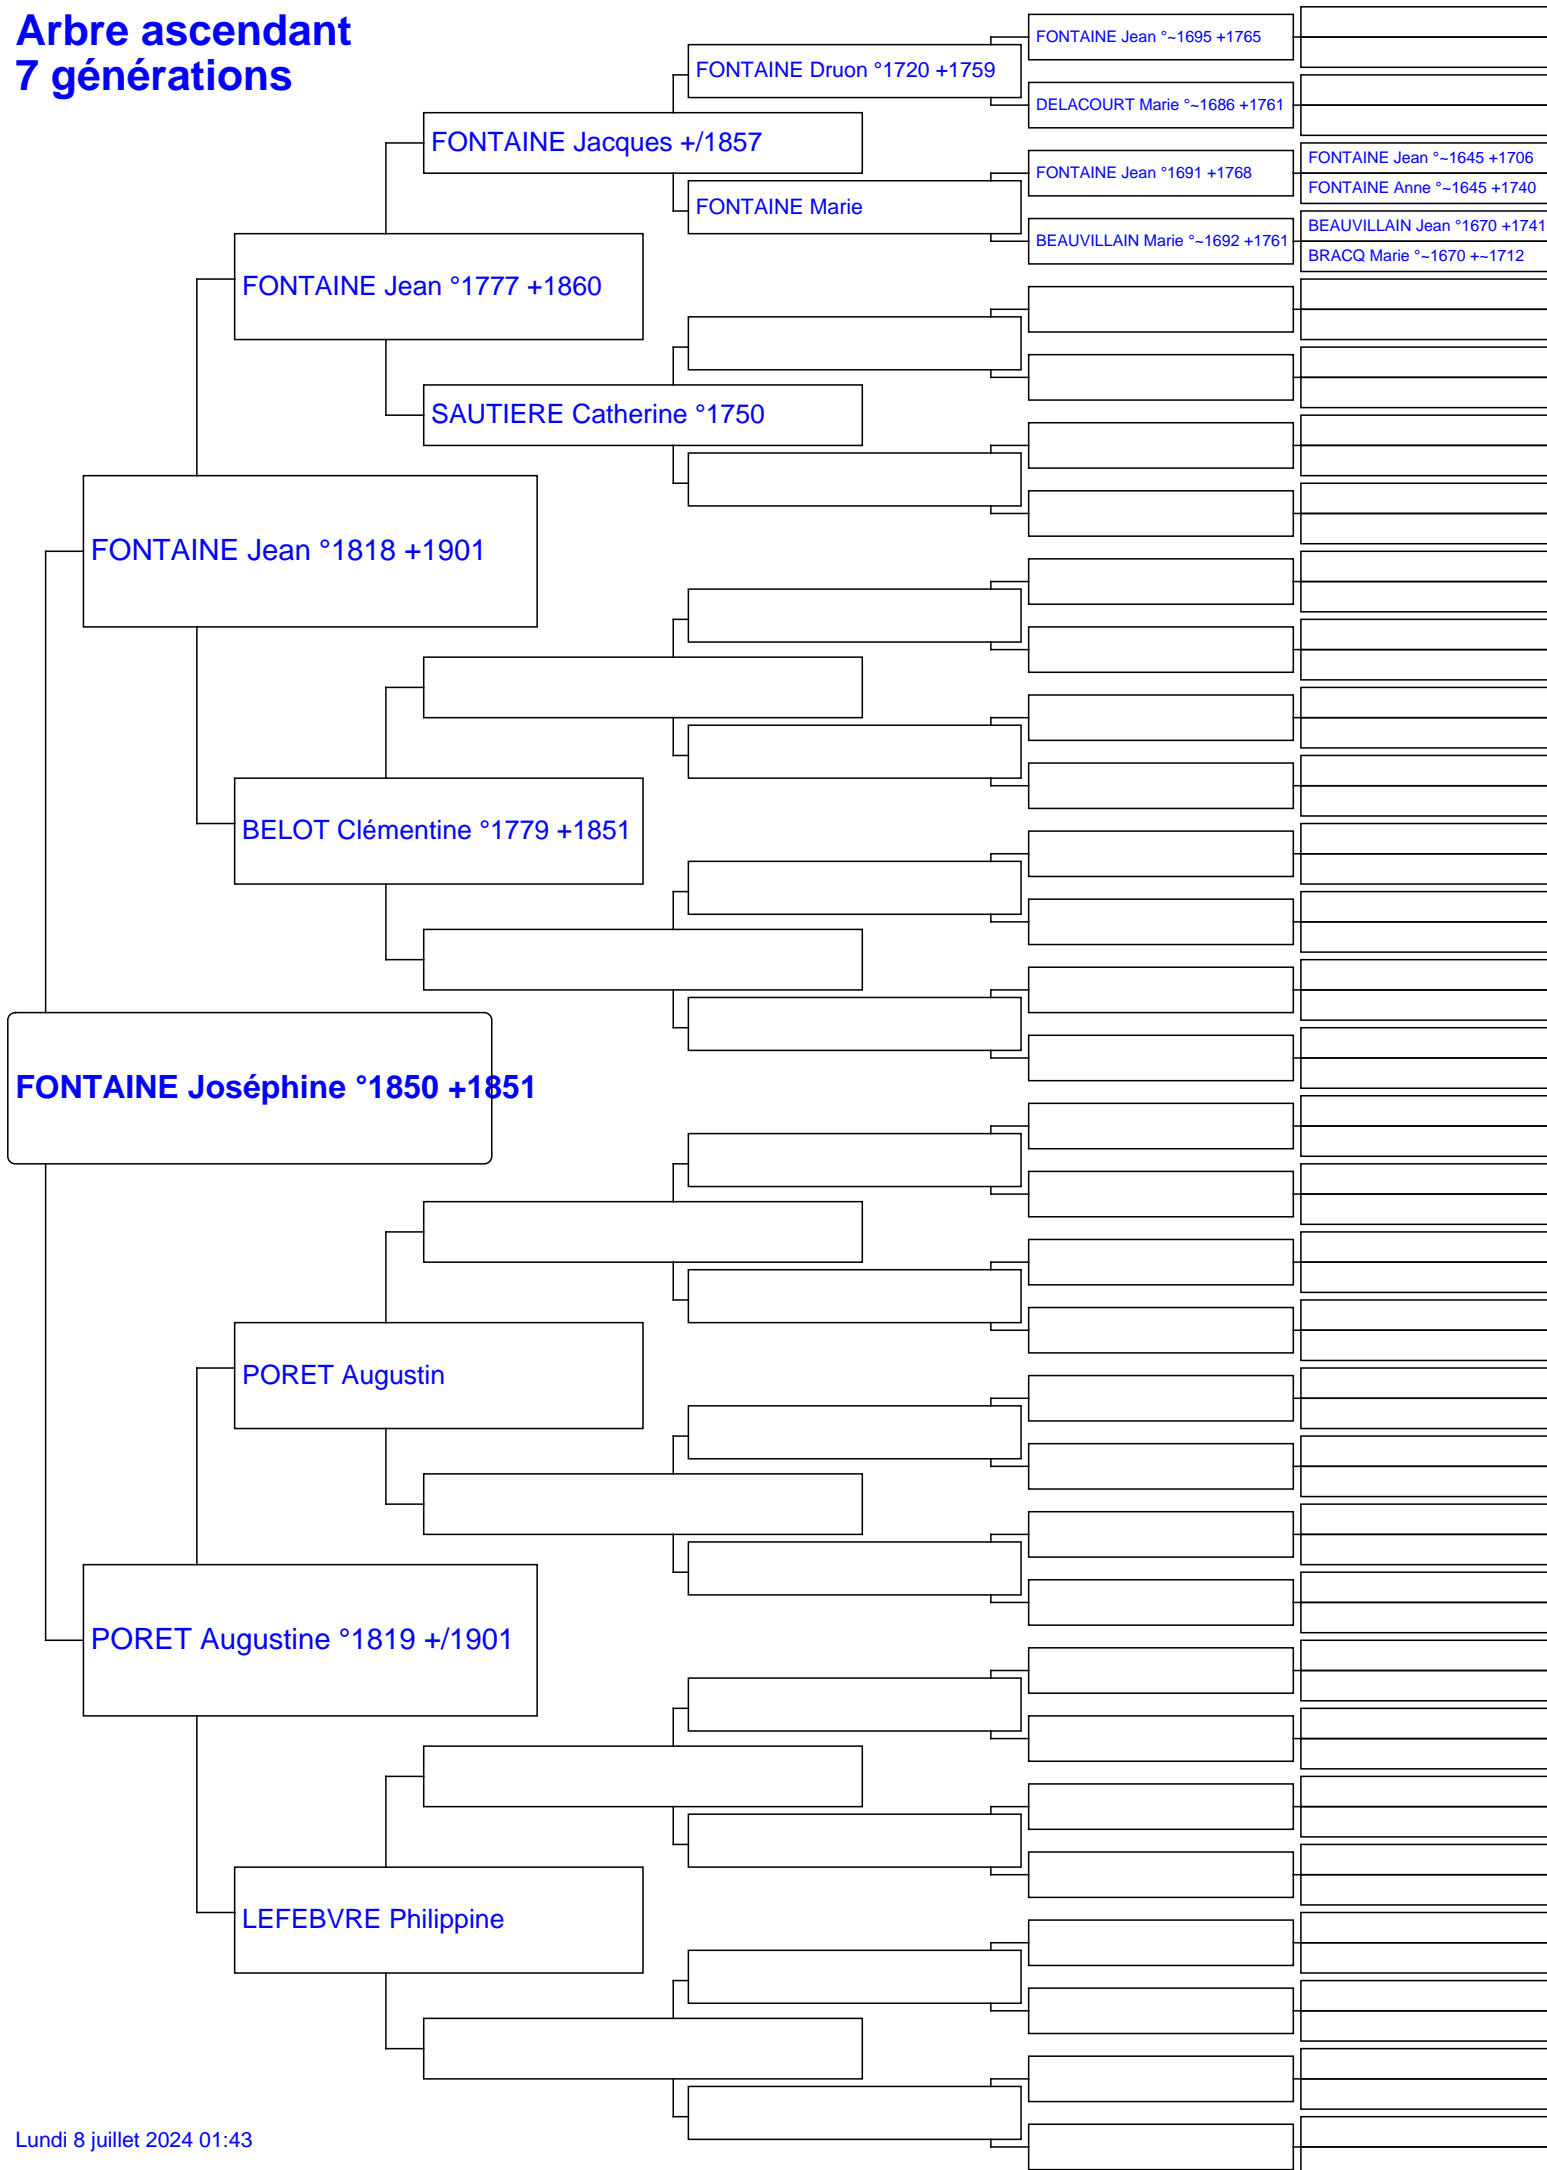 Arbre ascendant
7 générations
FONTAINE Jean °~1695 +1765
FONTAINE Druon °1720 +1759
DELACOURT Marie °~1686 +1761
FONTAINE Jacques +/1857
FONTAINE Jean °~1645 +1706
FONTAINE Jean °1691 +1768
FONTAINE Anne °~1645 +1740
FONTAINE Marie
BEAUVILLAIN Jean °1670 +1741
BEAUVILLAIN Marie °~1692 +1761
BRACQ Marie °~1670 +~1712
FONTAINE Jean °1777 +1860
SAUTIERE Catherine °1750
FONTAINE Jean °1818 +1901
BELOT Clémentine °1779 +1851
FONTAINE Joséphine °1850 +1851
PORET Augustin
PORET Augustine °1819 +/1901
LEFEBVRE Philippine
Lundi 8 juillet 2024 01:43